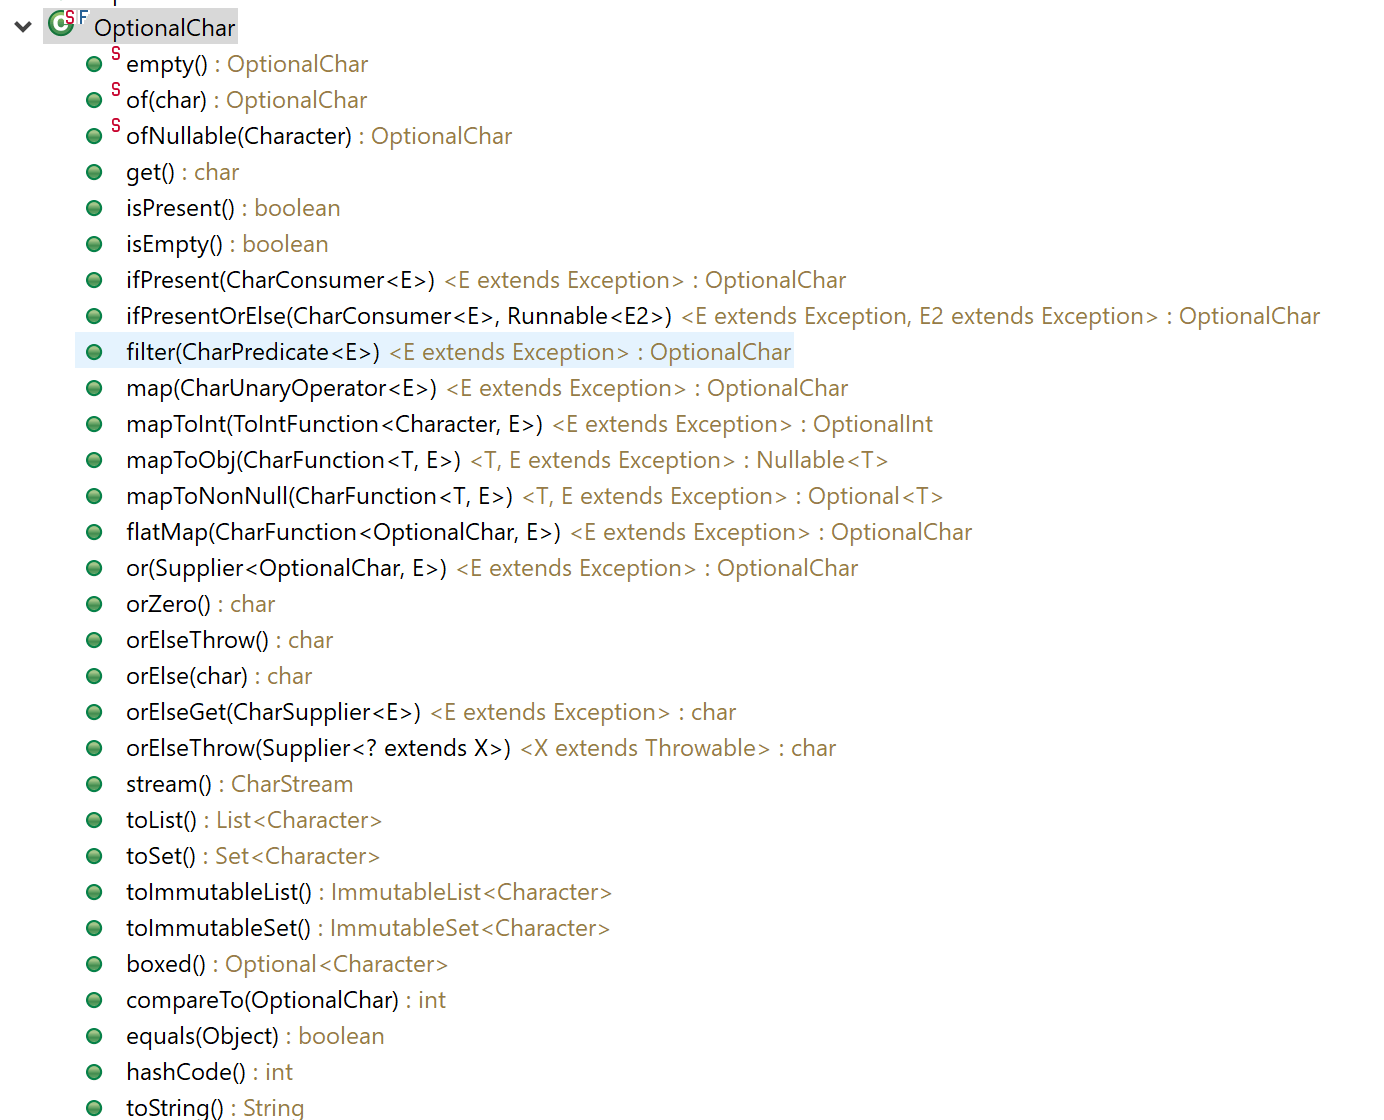 OptionalChar
empty() : OptionalChar
of(char) : OptionalChar
ofNullable(Character) : OptionalChar
get() : char
isPresent() : boolean
isEmpty() : boolean
ifPresent(CharConsumer<E>) <E extends Exception> : OptionalChar
ifPresentOrElse(CharConsumer<E>, Runnable<E2>) <E extends Exception, E2 extends Exception> : OptionalChar
filter(CharPredicate<E>) <E extends Exception> : OptionalChar
map(CharUnaryOperator<E>) <E extends Exception> : OptionalChar
mapToInt(ToIntFunction<Character, E>) <E extends Exception> : OptionalInt
mapToObj(CharFunction<T, E>) <T, E extends Exception> : Nullable<T>
mapToNonNull(CharFunction<T, E>) <T, E extends Exception> : Optional<T>
flatMap(CharFunction<OptionalChar, E>) <E extends Exception> : OptionalChar
or(Supplier<OptionalChar, E>) <E extends Exception> : OptionalChar
orZero() : char
orElseThrow() : char
orElse(char) : char
orElseGet(CharSupplier<E>) <E extends Exception> : char
orElseThrow(Supplier<? extends X>) <X extends Throwable> : char
stream() : CharStream
toList() : List<Character>
toSet() : Set<Character>
toImmutableList() : ImmutableList<Character>
toImmutableSet() : ImmutableSet<Character>
boxed() : Optional<Character>
compareTo(OptionalChar) : int
equals(Object) : boolean
hashCode() : int
toString() : String